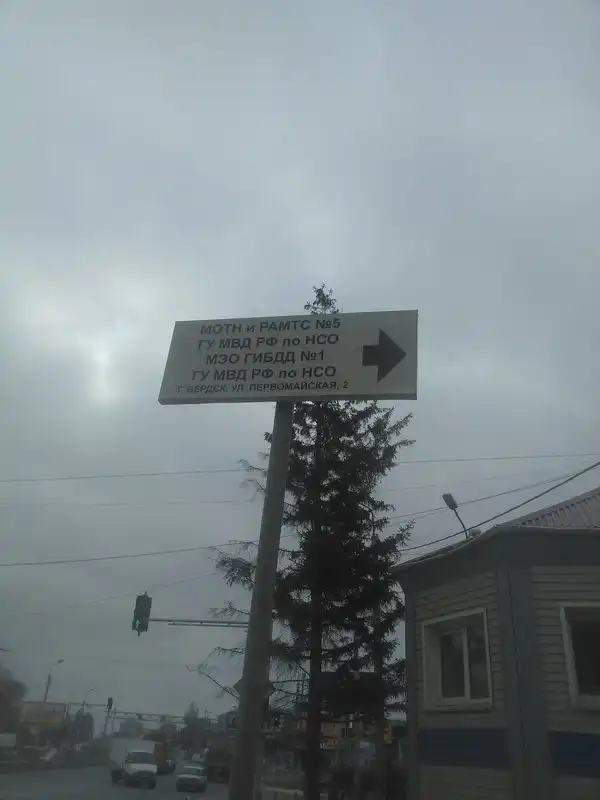 МОТН и РАМТС №5
ГУ МВД РФ по НСО
МЭО ГИБДД №1
ГУ МВД РФ по НСО
Г. БЕРДСК, УЛ. ПЕРВОМАЙСКАЯ, 2